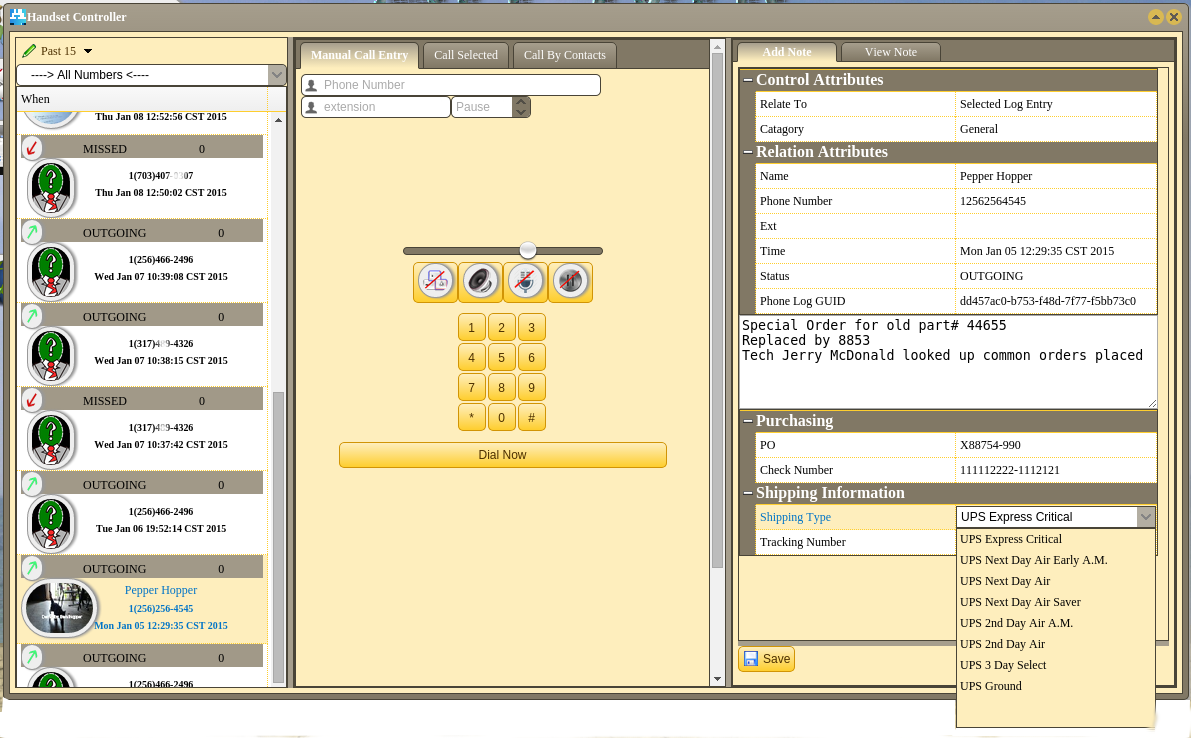 Handset Controller
Past 15
----> All Numbers <----
When
Thu Jan 08 12:52:56 CST 2015
MISSED 0
1(703)407- 07
Thu Jan 08 12:50:02 CST 2015
OUTGOING 0
1(256)466-2496
Wed Jan 07 10:39:08 CST 2015
OUTGOING 0
1(317)489-4326
Wed Jan 07 10:38:15 CST 2015
MISSED 0
1(317)489-4326
Wed Jan 07 10:37:42 CST 2015
OUTGOING 0
1(256)466-2496
Tue Jan 06 19:52:14 CST 2015
OUTGOING 0
Pepper Hopper
1(256)256-4545
Mon Jan 05 12:29:35 CST 2015
OUTGOING 0
1(256)466-2496
Manual Call Entry Call Selected Call By Contacts
Phone Number
extension Pause
1 2 3
4 5 6
7 8 9
* 0 #
Dial Now
Add Note View Note
Control Attributes
Relate To Selected Log Entry
Catagory General
Relation Attributes
Name Pepper Hopper
Phone Number 12562564545
Ext
Time Mon Jan 05 12:29:35 CST 2015
Status OUTGOING
Phone Log GUID dd457ac0-b753-f48d-7f77-f5bb73c0
Special Order for old part# 44655
Replaced by 8853
Tech Jerry McDonald looked up common orders placed
Purchasing
PO X88754-990
Check Number 111112222-1112121
Shipping Information
Shipping Type UPS Express Critical
Tracking Number
UPS Express Critical
UPS Next Day Air Early A.M.
UPS Next Day Air
UPS Next Day Air Saver
UPS 2nd Day Air A.M.
UPS 2nd Day Air
UPS 3 Day Select
UPS Ground
Save